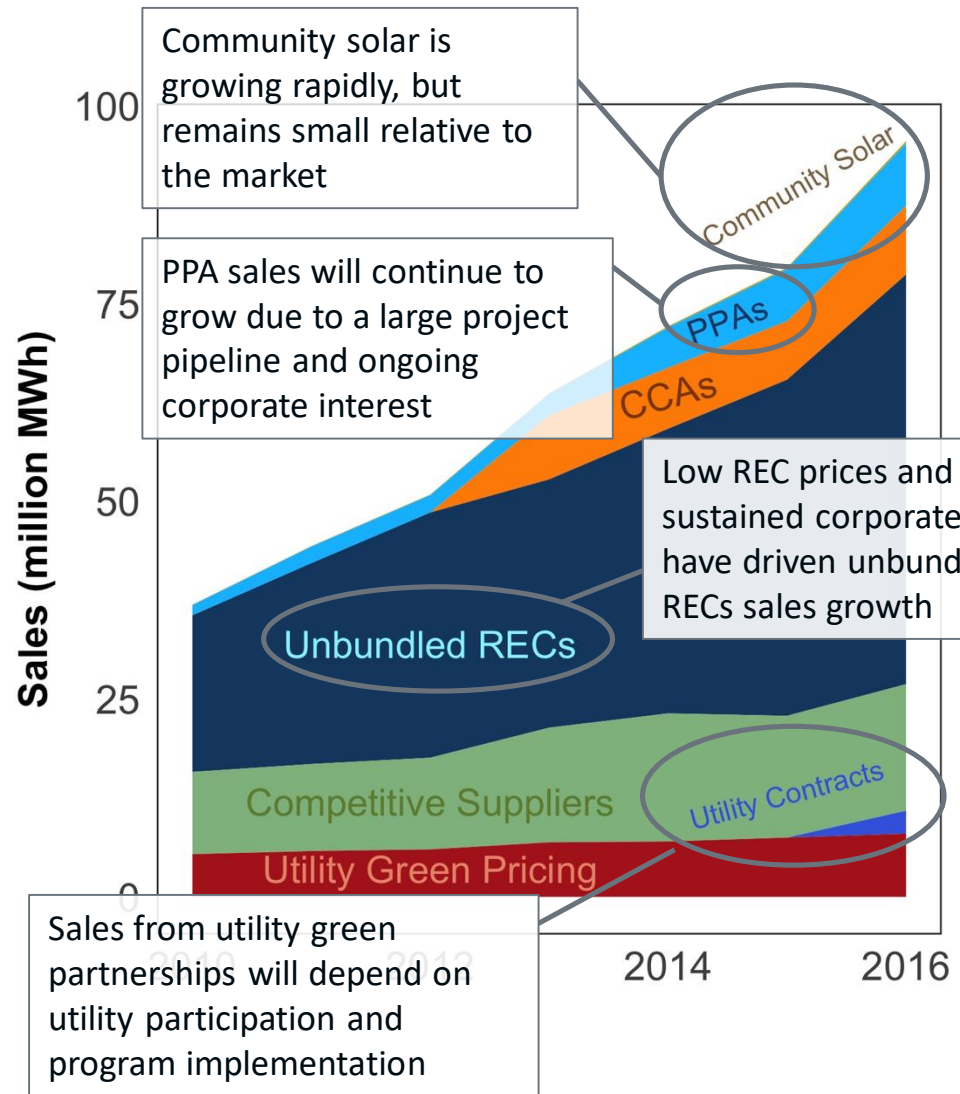 Community solar is
growing rapidly, but
remains small relative to
the market
100
Community Solar
PPA sales will continue to
grow due to a large project
pipeline and ongoing
corporate interest
75
PPAs
CCAs
Sales (million MWh)
50
Low REC prices and
sustained corporate
have driven unbund
RECs sales growth
Unbundled RECs
25
Competitive Suppliers
Utility Contracts
Utility Green Pricing
0
Sales from utility green
partnerships will depend on
utility participation and
program implementation
2010 2012 2014 2016